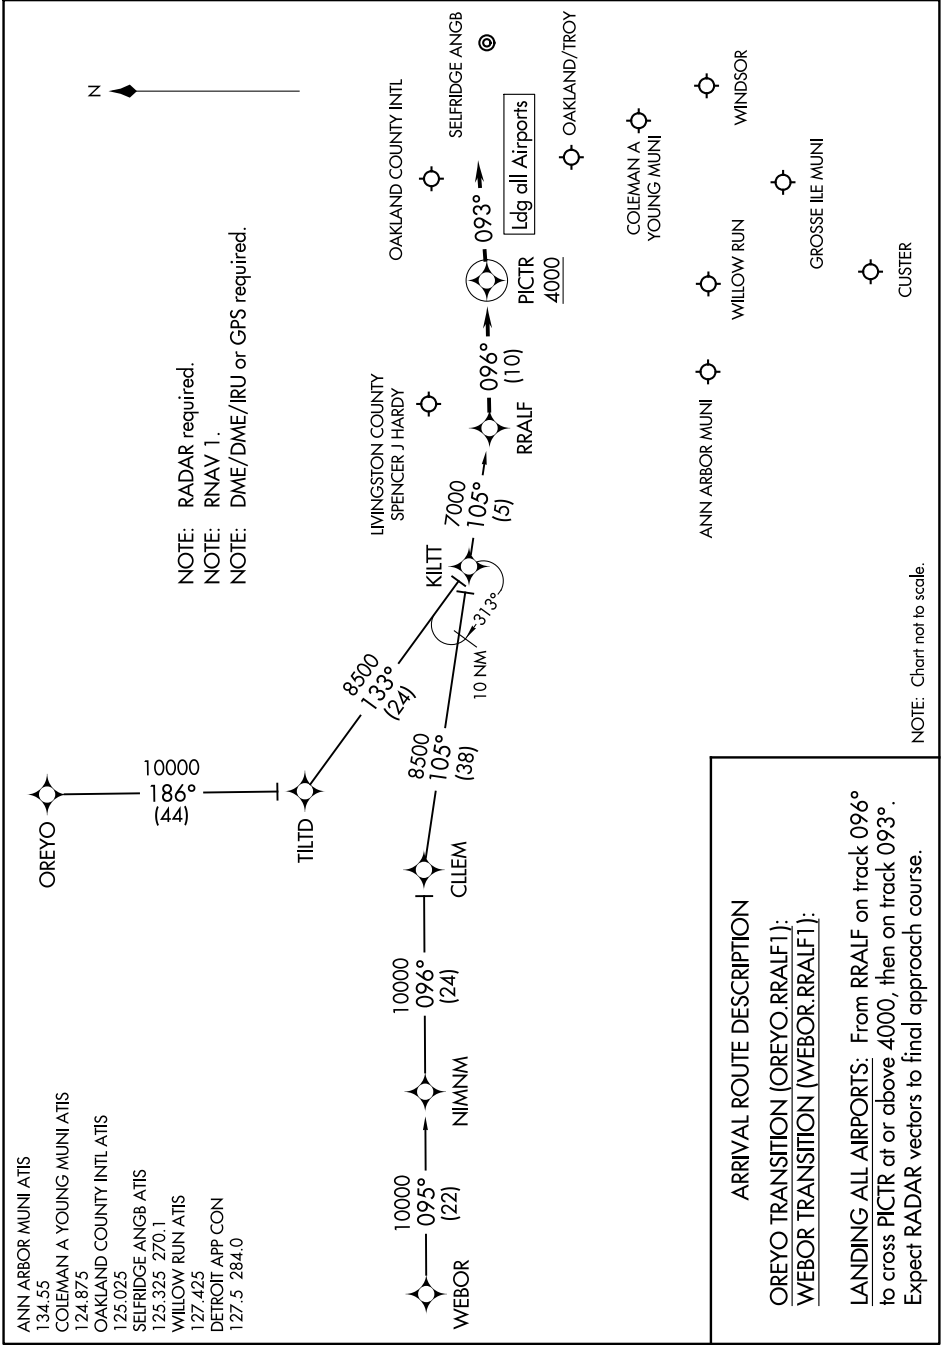 ANN ARBOR MUNI ATIS
134.55
COLEMAN A YOUNG MUNI ATIS
124.875
OAKLAND COUNTY INTL ATIS
125.025
SELFRIDGE ANGB ATIS
125.325 270.1
WILLOW RUN ATIS
127.425
DETROIT APP CON
127.5 284.0
N
NOTE: RADAR required.
NOTE: RNAV 1.
NOTE: DME/DME/IRU or GPS required.
OREYO
10000
186°
(44)
TILTD
8500
133°
(24)
WEBOR
10000
095°
(22)
NIMNM
10000
096°
(24)
CLLEM
8500
105°
(38)
10 NM
313°
KILTT
7000
105°
(5)
RRALF
096°
(10)
PICTR
4000
093°
Ldg all Airports
LIVINGSTON COUNTY
SPENCER J HARDY
OAKLAND COUNTY INTL
SELFRIDGE ANGB
OAKLAND/TROY
COLEMAN A
YOUNG MUNI
WINDSOR
WILLOW RUN
GROSSE ILE MUNI
ANN ARBOR MUNI
CUSTER
NOTE: Chart not to scale.
ARRIVAL ROUTE DESCRIPTION
OREYO TRANSITION (OREYO.RRALF1):
WEBOR TRANSITION (WEBOR.RRALF1):
LANDING ALL AIRPORTS: From RRALF on track 096°
to cross PICTR at or above 4000, then on track 093°.
Expect RADAR vectors to final approach course.